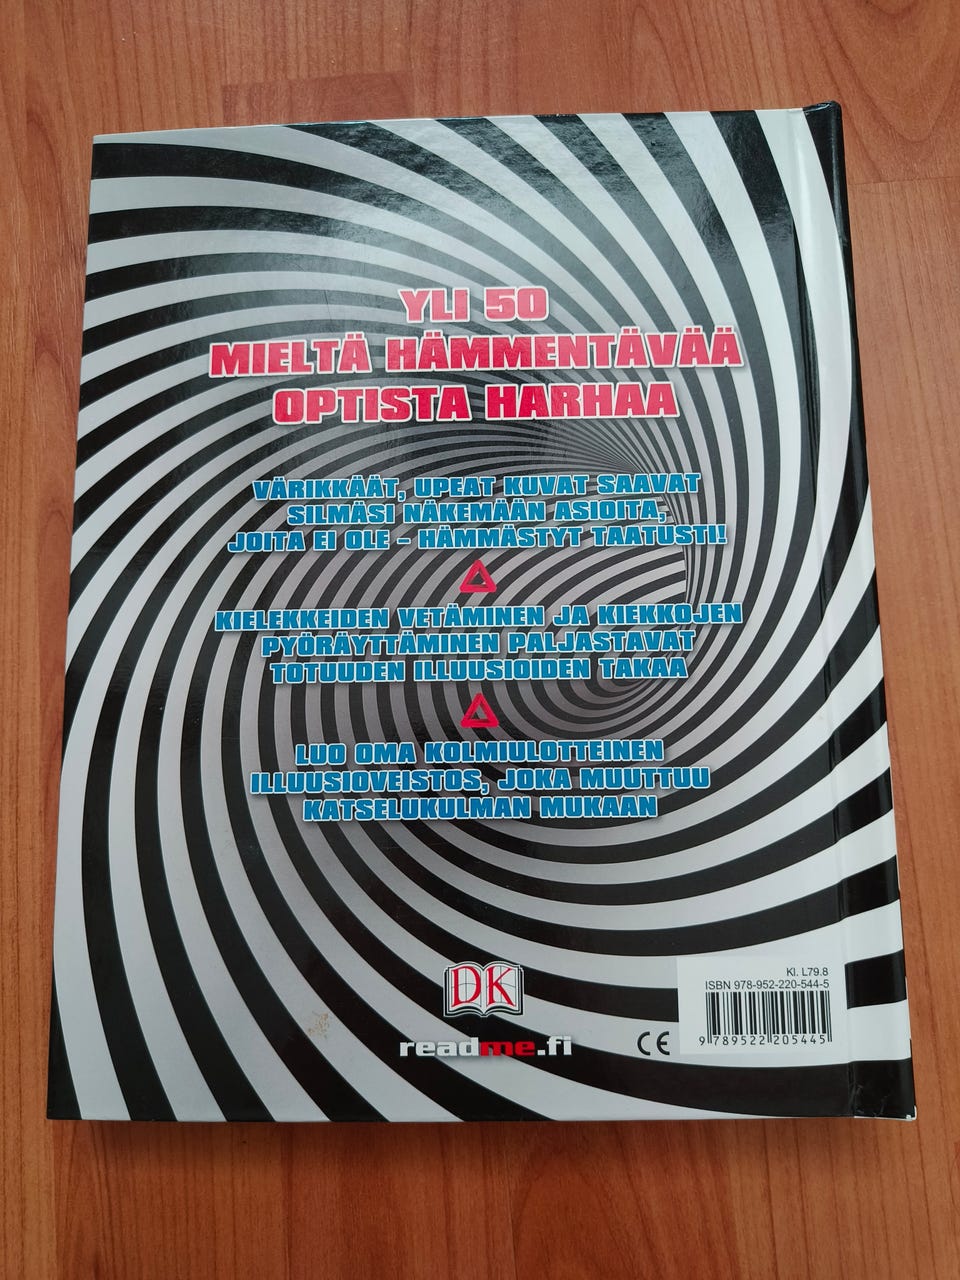 YLI 50
MIELTÄ HÄMMENTÄVÄÄ
OPTISTA HARHAA
VÄRIKKÄÄT, UPEAT KUVAT SAAVAT
SILMÄSI NÄKEMÄÄN ASIOITA,
JOITA EI OLE – HÄMMÄSTYT TAATUSTI!
KIELEKKEIDEN VETÄMINEN JA KIEKKOJEN
PYÖRÄYTTÄMINEN PALJASTAVAT
TOTUUDEN ILLUUSIOIDEN TAKAA
LUO OMA KOLMIULOTTEINEN
ILLUUSIOVEISTOS, JOKA MUUTTUU
KATSELUKULMAN MUKAAN
DK
readme.fi
CE
Kl. L79.8
ISBN 978-952-220-544-5
9 789522 205445